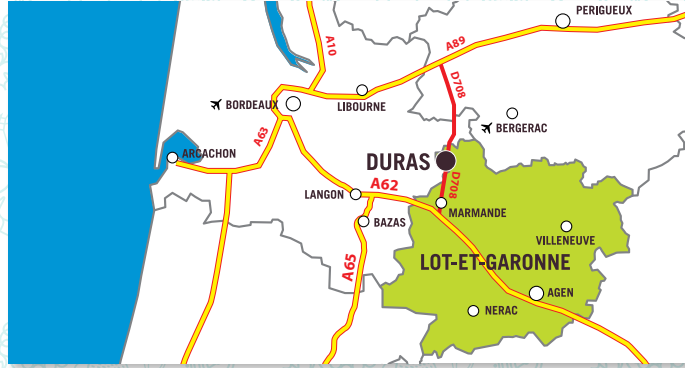 PERIGUEUX
A10
A89
D708
BORDEAUX
LIBOURNE
BERGERAC
A63
ARCACHON
DURAS
D708
A62
LANGON
MARMANDE
BAZAS
VILLENEUVE
A65
LOT-ET-GARONNE
AGEN
NERAC